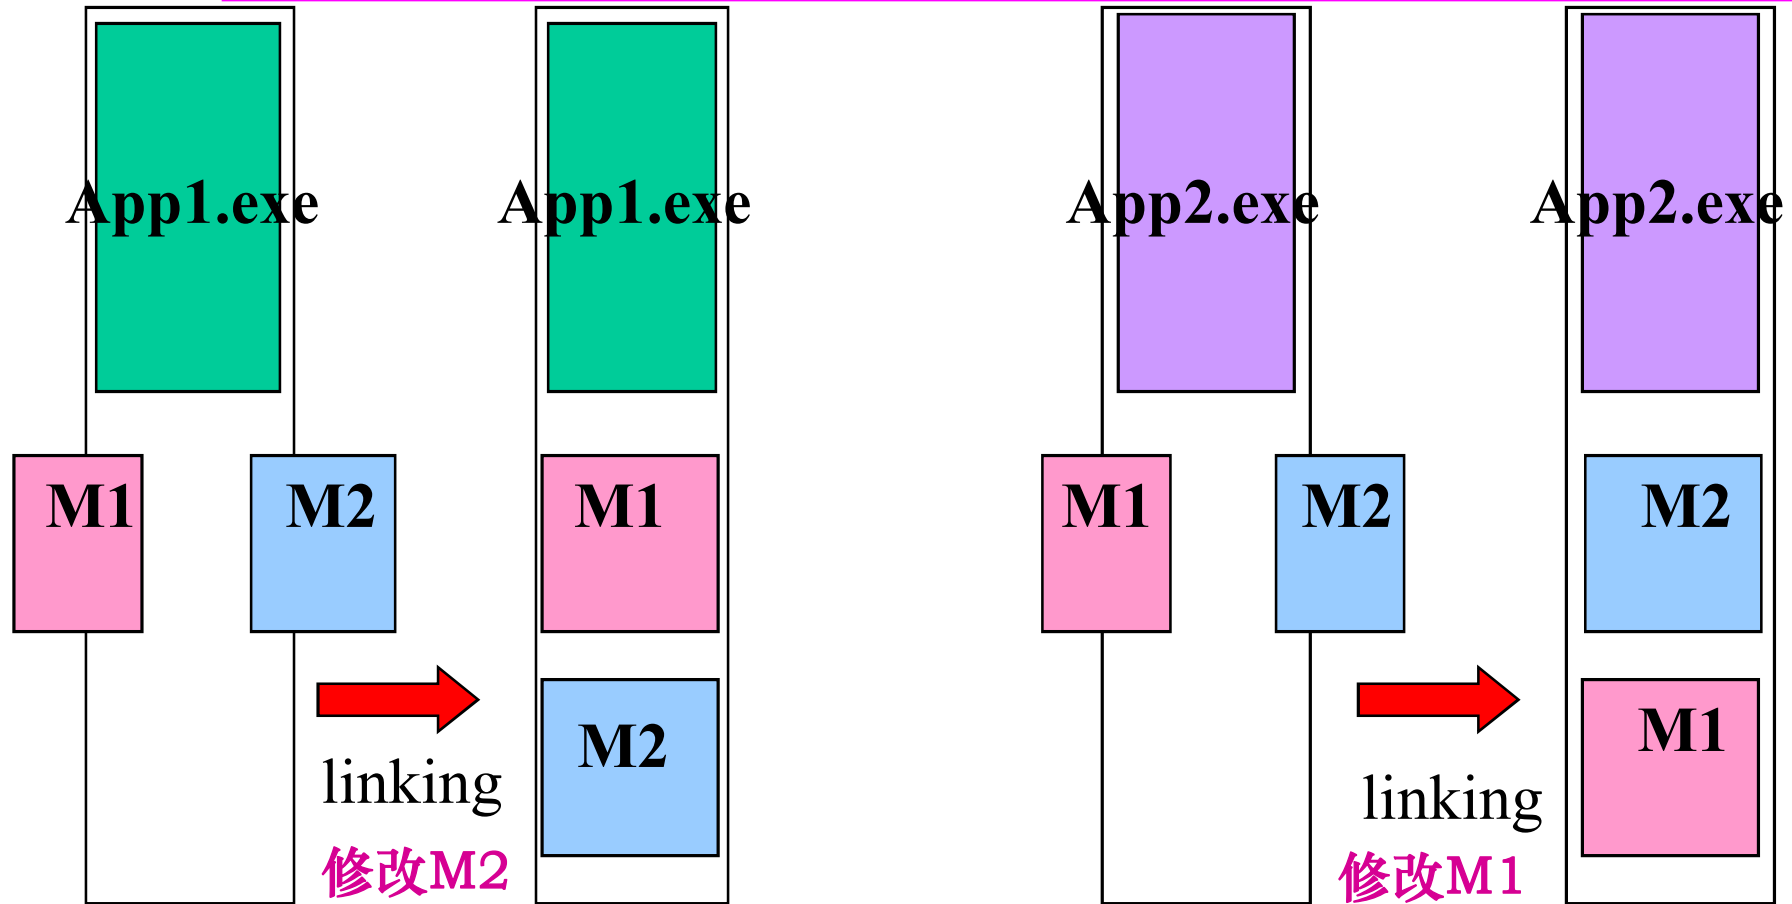 App1.exe
App1.exe
App2.exe
App2.exe
M1
M2
M1
M1
M2
M2
M2
M1
linking
linking
修改M2
修改M1